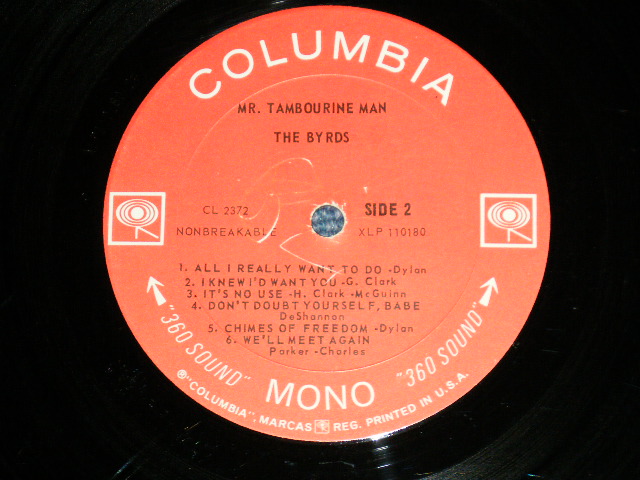 COLUMBIA
MR. TAMBOURINE MAN
THE BYRDS
CL 2372
SIDE 2
NONBREAKABLE
XLP 110180
1. ALL I REALLY WANT TO DO -Dylan
2. I KNEW I'D WANT YOU -G. Clark
3. IT'S NO USE -H. Clark -McGuinn
4. DON'T DOUBT YOURSELF, BABE
DeShannon
5. CHIMES OF FREEDOM -Dylan
6. WE'LL MEET AGAIN
Parker -Chorles
"360 SOUND" MONO "360 SOUND"
®"COLUMBIA", MARCAS REG. PRINTED IN U.S.A.